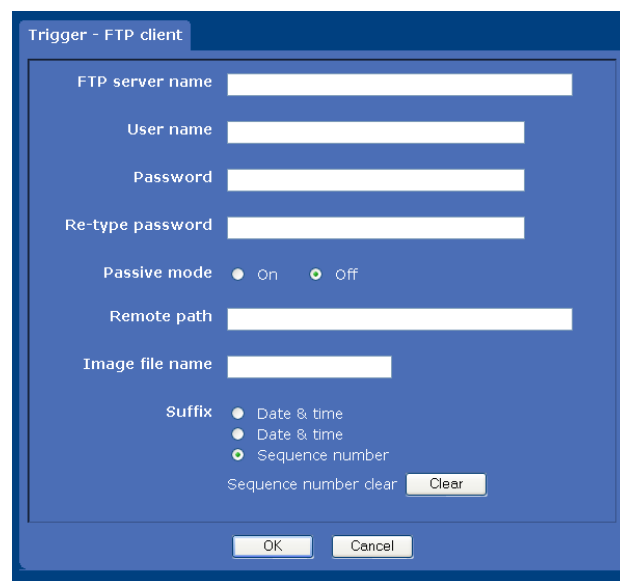 Trigger - FTP client
FTP server name
User name
Password
Re-type password
Passive mode On Off
Remote path
Image file name
Suffix Date & time
Date & time
Sequence number
Sequence number clear Clear
OK Cancel